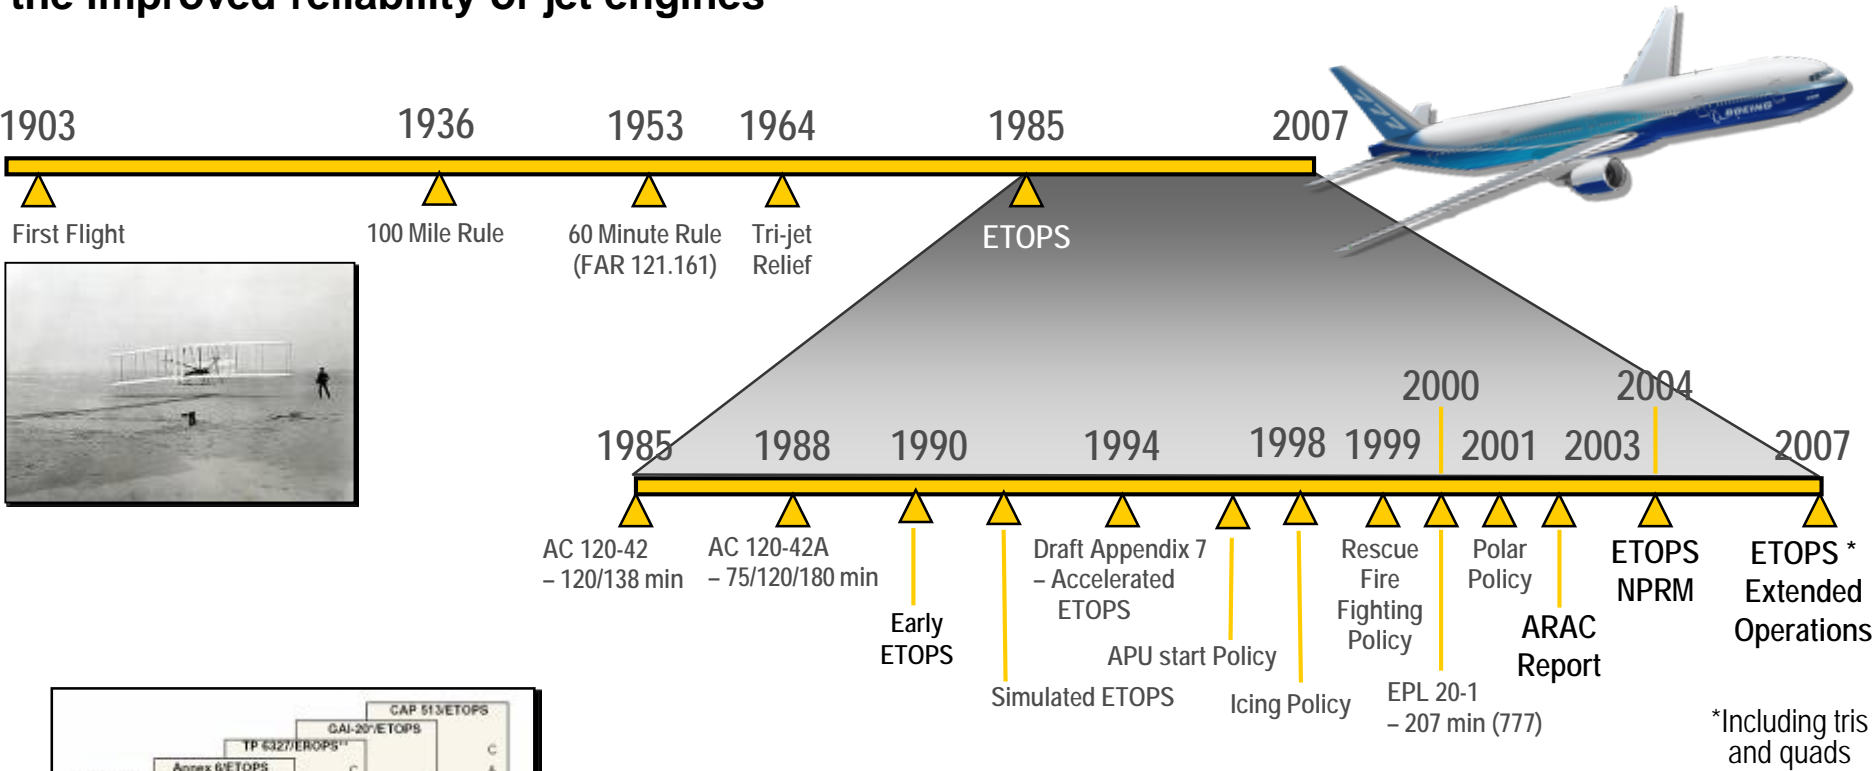 the improved reliability of jet engines
1903
1936
1953
1964
1985
2007
First Flight
100 Mile Rule
60 Minute Rule
(FAR 121.161)
Tri-jet
Relief
ETOPS
777
BOEING
2000
2004
1985
1988
1990
1994
1998
1999
2001
2003
2007
AC 120-42
– 120/138 min
AC 120-42A
– 75/120/180 min
Early
ETOPS
Simulated ETOPS
Draft Appendix 7
– Accelerated
ETOPS
APU start Policy
Icing Policy
Rescue
Fire
Fighting
Policy
EPL 20-1
– 207 min (777)
Polar
Policy
ARAC
Report
ETOPS
NPRM
ETOPS *
Extended
Operations
*Including tris
and quads
CAP 513/ETOPS
GAI-20*/ETOPS
TP 6327/EROPS**
Annex 6/ETOPS
C
C